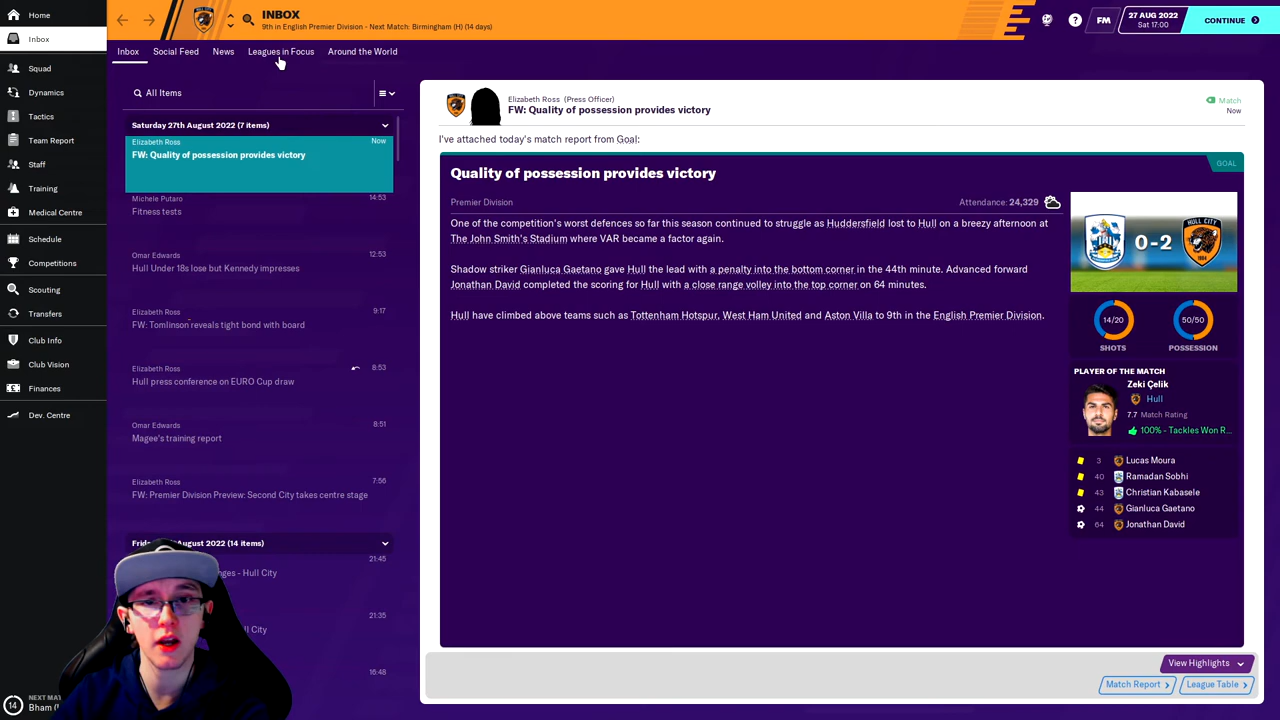 Home
INBOX
9th in English Premier Division - Next Match: Birmingham (H) (14 days)
FM
27 AUG 2022
Sat 17:00
CONTINUE
Inbox
Inbox
Social Feed
News
Leagues in Focus
Around the World
Squad
Dynamics
Tactics
Team Report
Staff
Training
Medical Centre
Schedule
Competitions
Scouting
Transfers
Club Info
Club Vision
Finances
Dev. Centre
14
NEXT MAT
Bham (
All Items
Saturday 27th August 2022 (7 items)
Elizabeth Ross
Now
FW: Quality of possession provides victory
Michele Putaro
14:53
Fitness tests
Omar Edwards
12:53
Hull Under 18s lose but Kennedy impresses
Elizabeth Ross
9:17
FW: Tomlinson reveals tight bond with board
Elizabeth Ross
8:53
Hull press conference on EURO Cup draw
Omar Edwards
8:51
Magee's training report
Elizabeth Ross
7:56
FW: Premier Division Preview: Second City takes centre stage
August 2022 (14 items)
21:45
- Hull City
21:35
City
16:48
Elizabeth Ross (Press Officer)
FW: Quality of possession provides victory
Match
Now
I've attached today's match report from Goal:
GOAL
Quality of possession provides victory
Premier Division
Attendance: 24,329
One of the competition's worst defences so far this season continued to struggle as Huddersfield lost to Hull on a breezy afternoon at
The John Smith's Stadium where VAR became a factor again.
Shadow striker Gianluca Gaetano gave Hull the lead with a penalty into the bottom corner in the 44th minute. Advanced forward
Jonathan David completed the scoring for Hull with a close range volley into the top corner on 64 minutes.
Hull have climbed above teams such as Tottenham Hotspur, West Ham United and Aston Villa to 9th in the English Premier Division.
0-2
HULL CITY
1904
14/20
SHOTS
50/50
POSSESSION
PLAYER OF THE MATCH
Zeki Çelik
Hull
7.7 Match Rating
100% - Tackles Won R...
3 Lucas Moura
40 Ramadan Sobhi
43 Christian Kabasele
44 Gianluca Gaetano
64 Jonathan David
View Highlights
Match Report
League Table